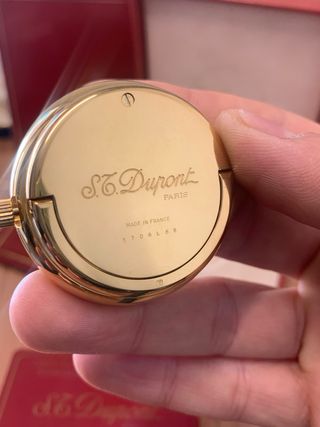 S.T. Dupont
PARIS
MADE IN FRANCE
S.T. Dupont